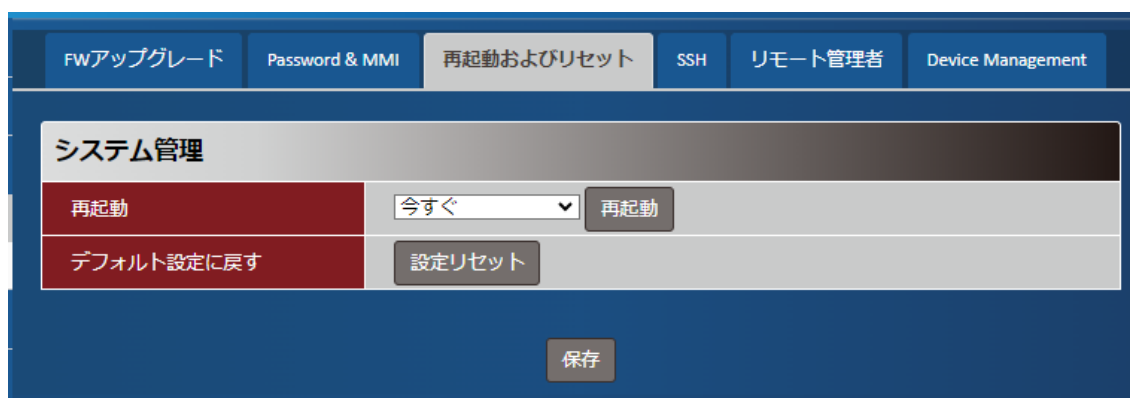 FWアップグレード Password & MMI 再起動およびリセット SSH リモート管理者 Device Management
システム管理
再起動 今すぐ 再起動
デフォルト設定に戻す 設定リセット
保存